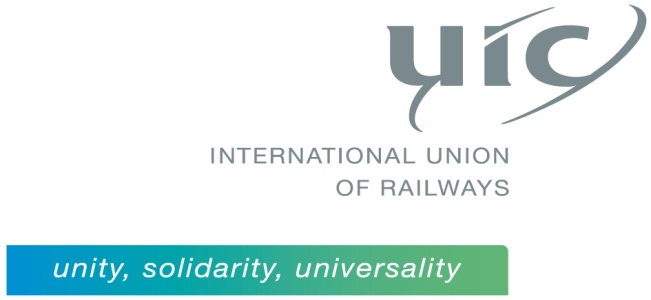 uic
INTERNATIONAL UNION
OF RAILWAYS
unity, solidarity, universality